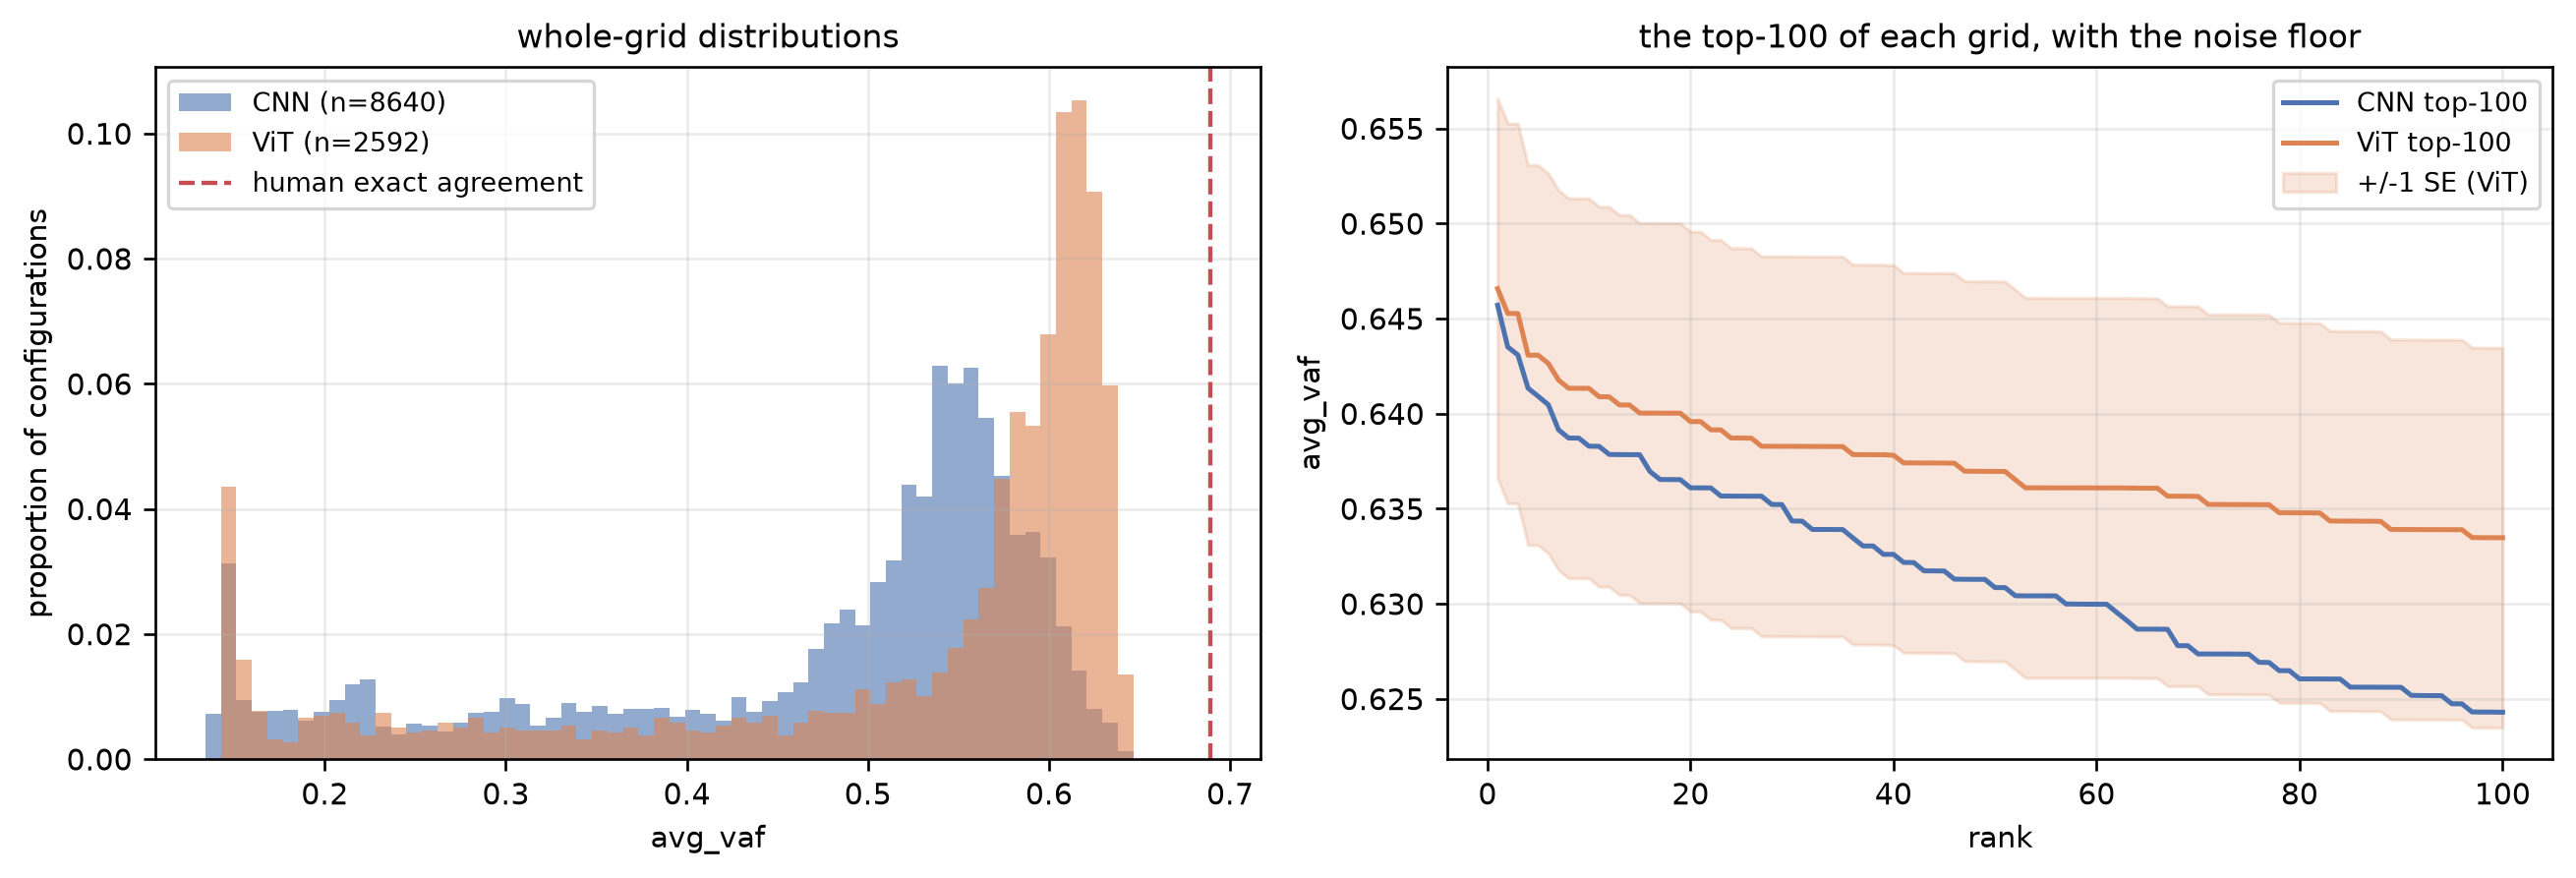 whole-grid distributions
CNN (n=8640)
ViT (n=2592)
human exact agreement
proportion of configurations
0.10
0.08
0.06
0.04
0.02
0.00
0.2 0.3 0.4 0.5 0.6 0.7
avg_vaf
the top-100 of each grid, with the noise floor
CNN top-100
ViT top-100
+/-1 SE (ViT)
avg_vaf
0.655
0.650
0.645
0.640
0.635
0.630
0.625
0 20 40 60 80 100
rank